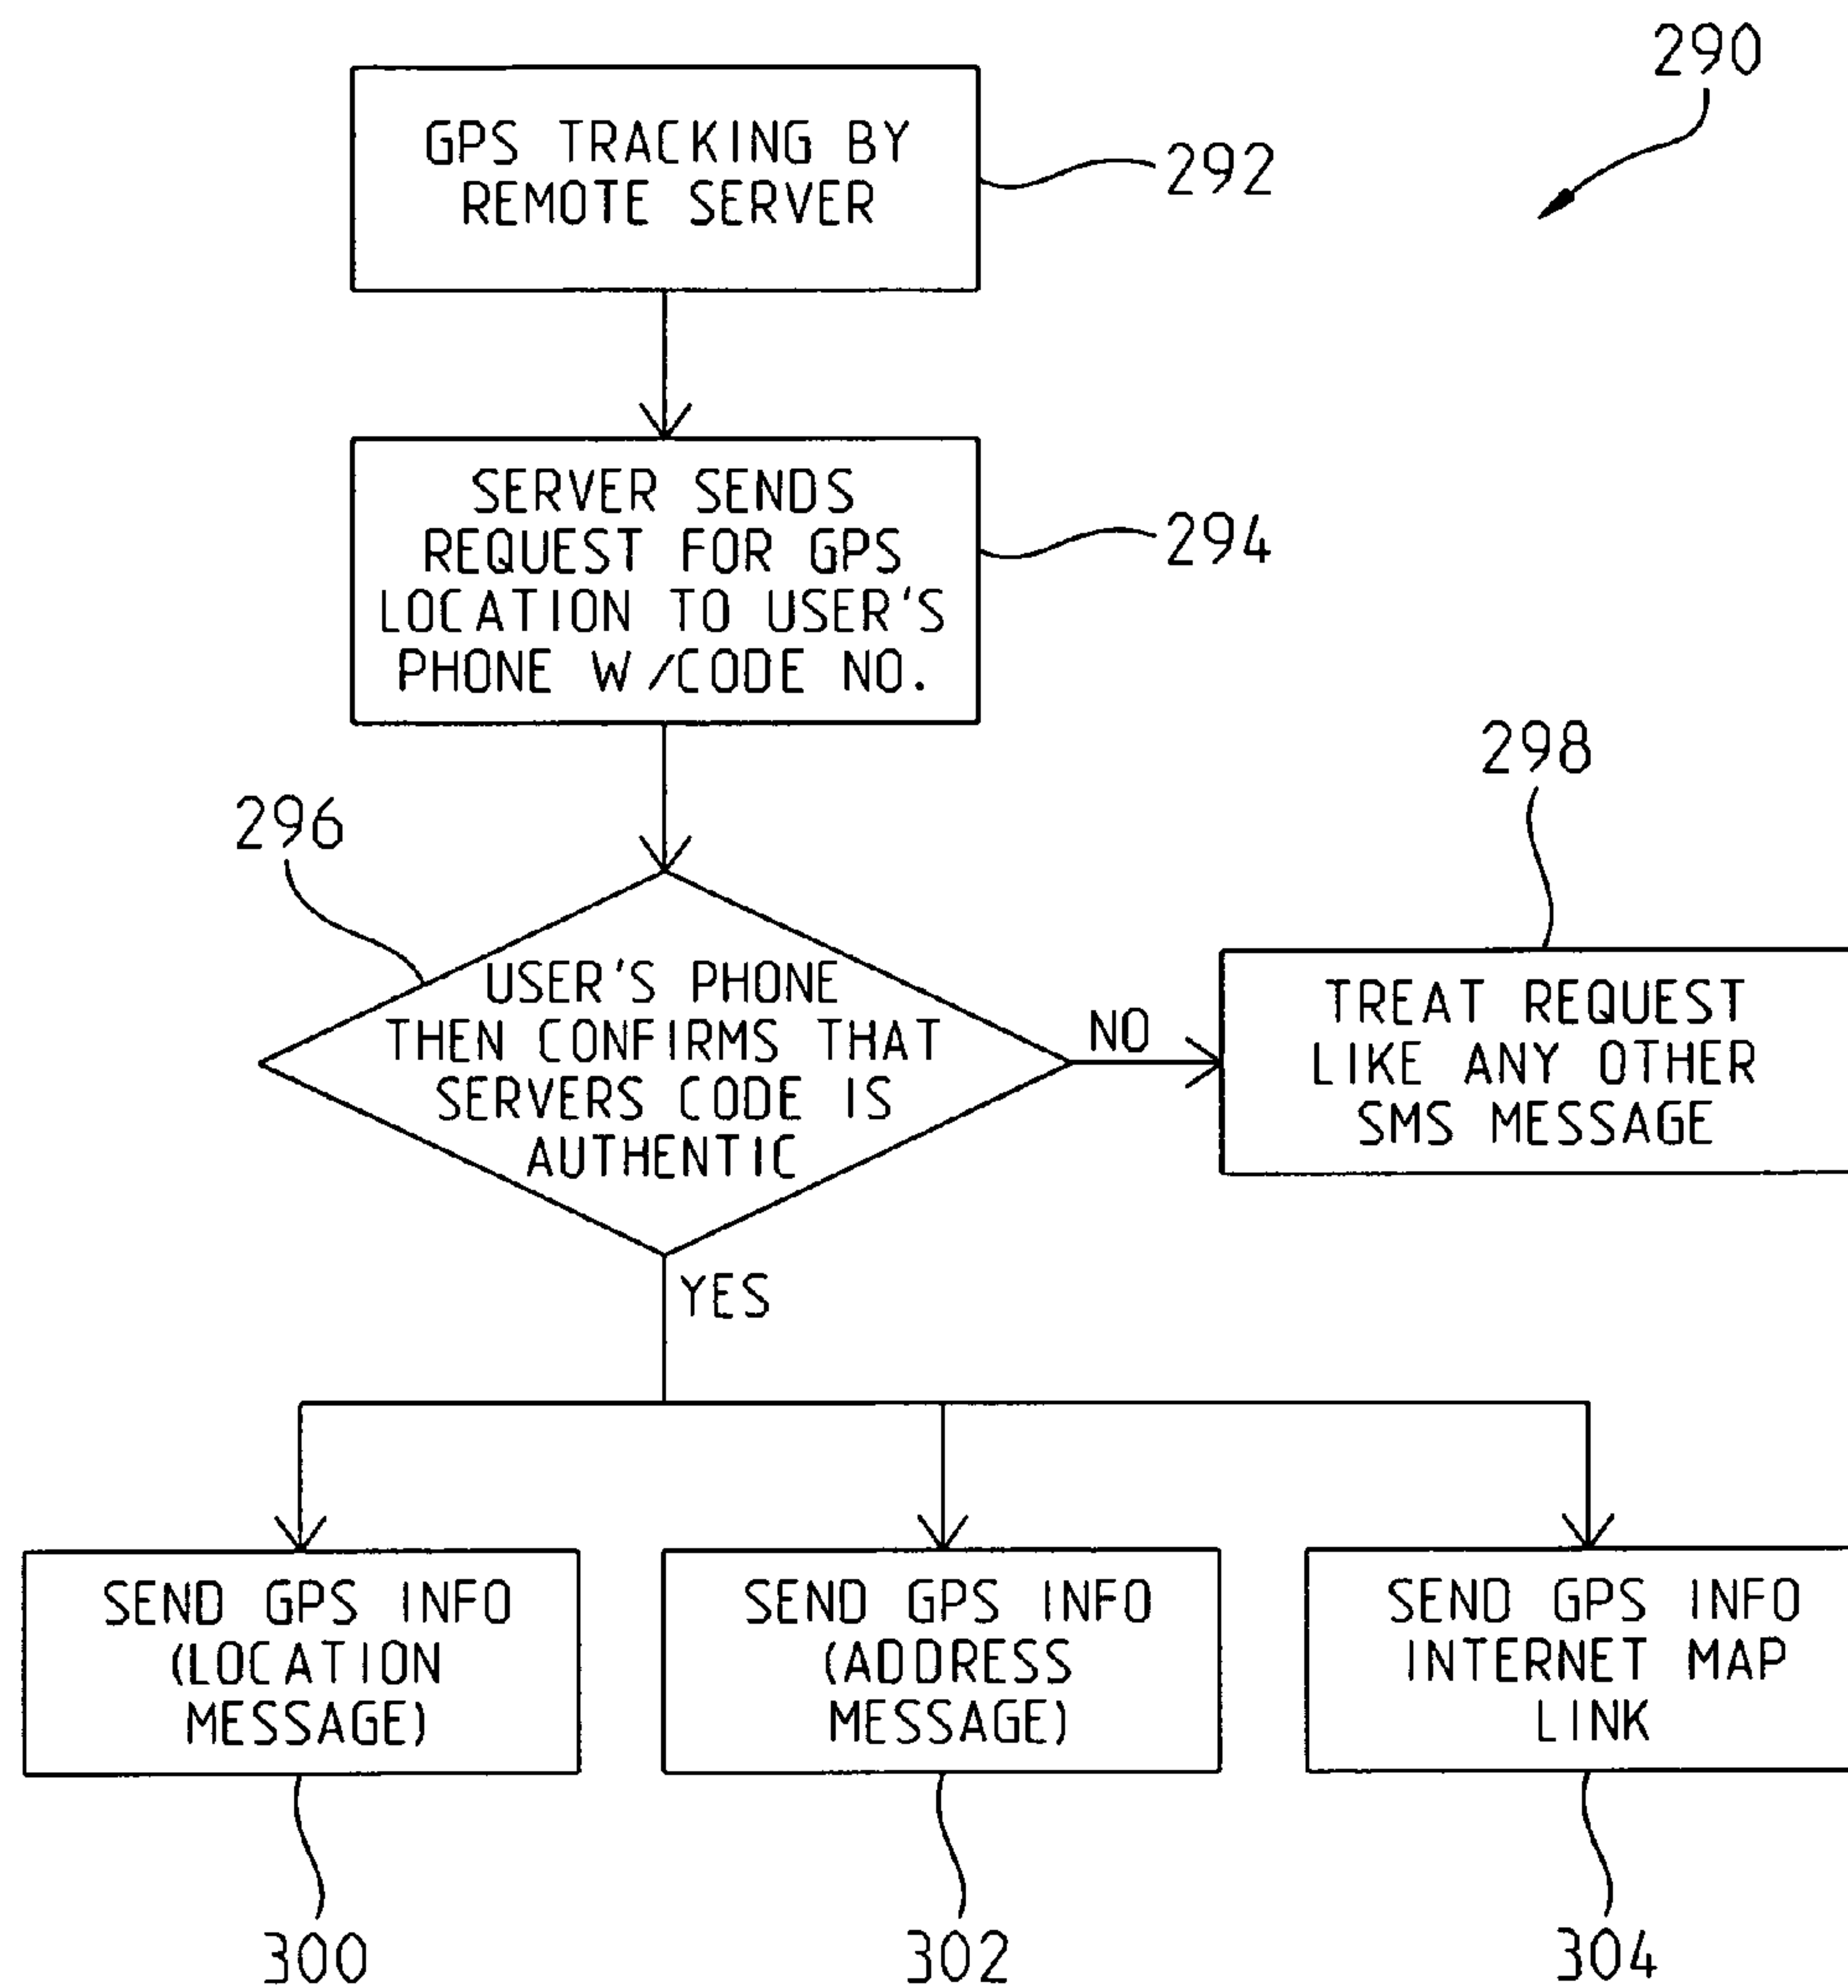 290
GPS TRACKING BY
REMOTE SERVER
292
SERVER SENDS
REQUEST FOR GPS
LOCATION TO USER'S
PHONE W/CODE NO.
294
296
USER'S PHONE
THEN CONFIRMS THAT
SERVERS CODE IS
AUTHENTIC
NO
298
TREAT REQUEST
LIKE ANY OTHER
SMS MESSAGE
YES
SEND GPS INFO
(LOCATION
MESSAGE)
300
SEND GPS INFO
(ADDRESS
MESSAGE)
302
SEND GPS INFO
INTERNET MAP
LINK
304